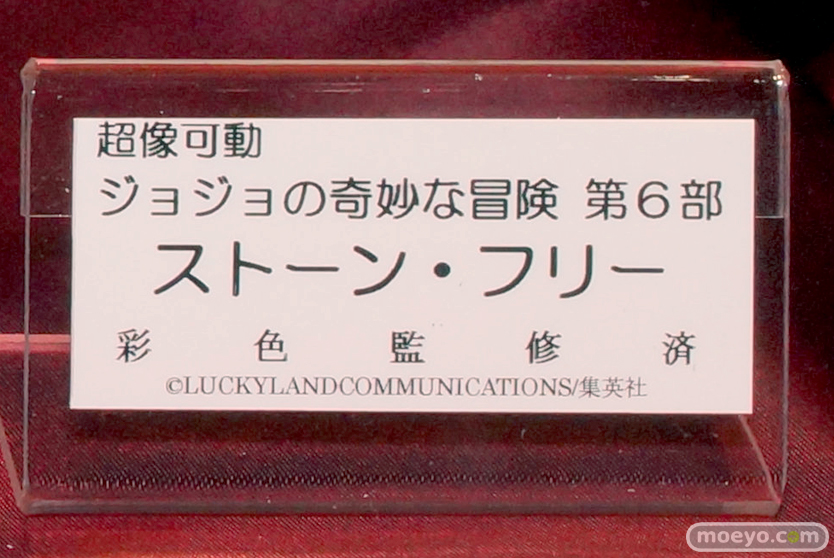 超像可動
ジョジョの奇妙な冒険 第6部
ストーン・フリー
彩色監修済
©LUCKYLANDCOMMUNICATIONS/集英社
moeyo.com